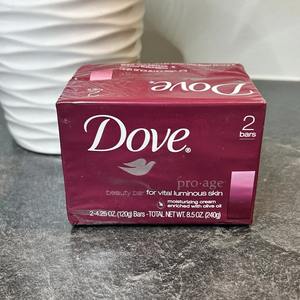 Dove
Dove®
2
bars
pro·age
beauty bar for vital luminous skin
moisturizing cream
enriched with olive oil
2-4.25 OZ. (120g) Bars - TOTAL NET WT. 8.5 OZ. (240g)